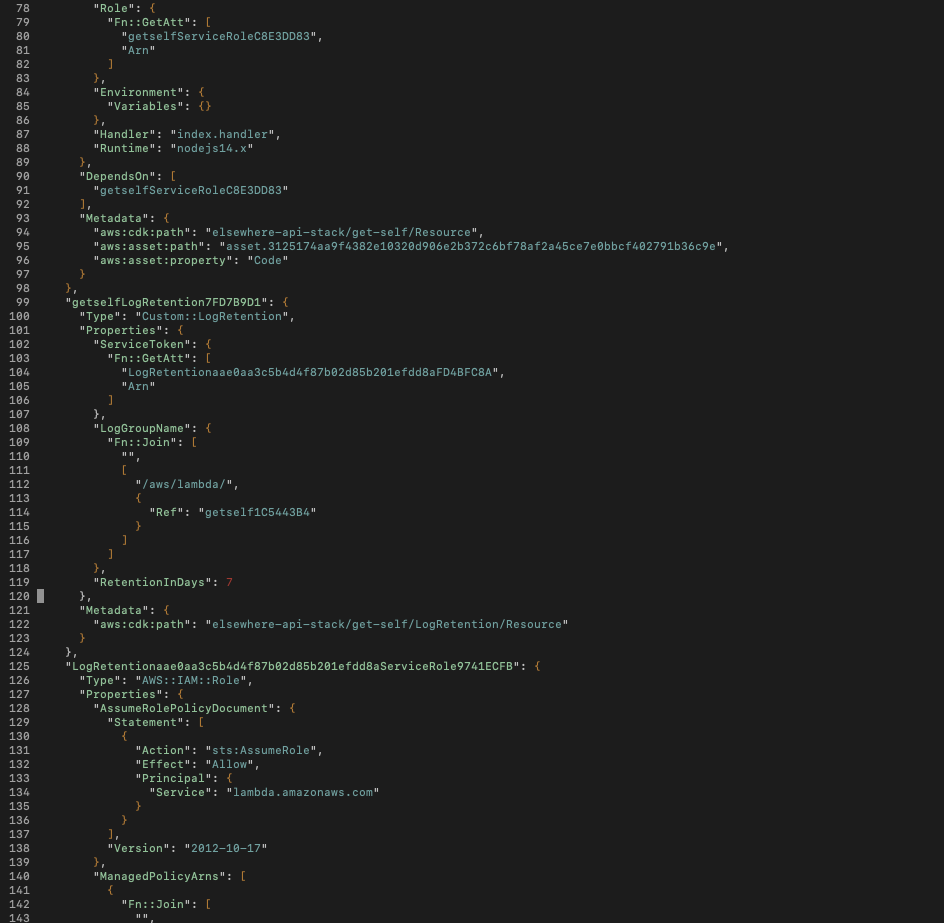 78 "Role": {
79 "Fn::GetAtt": [
80 "getselfServiceRoleC8E3DD83",
81 "Arn"
82 ]
83 },
84 "Environment": {
85 "Variables": {}
86 },
87 "Handler": "index.handler",
88 "Runtime": "nodejs14.x"
89 },
90 "DependsOn": [
91 "getselfServiceRoleC8E3DD83"
92 ],
93 "Metadata": {
94 "aws:cdk:path": "elsewhere-api-stack/get-self/Resource",
95 "aws:asset:path": "asset.3125174aa9f4382e10320d906e2b372c6bf78af2a45ce7e0bbcf402791b36c9e",
96 "aws:asset:property": "Code"
97 }
98 },
99 "getselfLogRetention7FD7B9D1": {
100 "Type": "Custom::LogRetention",
101 "Properties": {
102 "ServiceToken": {
103 "Fn::GetAtt": [
104 "LogRetentionaae0aa3c5b4d4f87b02d85b201efdd8aFD4BFC8A",
105 "Arn"
106 ]
107 },
108 "LogGroupName": {
109 "Fn::Join": [
110 "",
111 [
112 "/aws/lambda/",
113 {
114 "Ref": "getself1C5443B4"
115 }
116 ]
117 ]
118 },
119 "RetentionInDays": 7
120 },
121 "Metadata": {
122 "aws:cdk:path": "elsewhere-api-stack/get-self/LogRetention/Resource"
123 }
124 },
125 "LogRetentionaae0aa3c5b4d4f87b02d85b201efdd8aServiceRole9741ECFB": {
126 "Type": "AWS::IAM::Role",
127 "Properties": {
128 "AssumeRolePolicyDocument": {
129 "Statement": [
130 {
131 "Action": "sts:AssumeRole",
132 "Effect": "Allow",
133 "Principal": {
134 "Service": "lambda.amazonaws.com"
135 }
136 }
137 ],
138 "Version": "2012-10-17"
139 },
140 "ManagedPolicyArns": [
141 {
142 "Fn::Join": [
143 "",